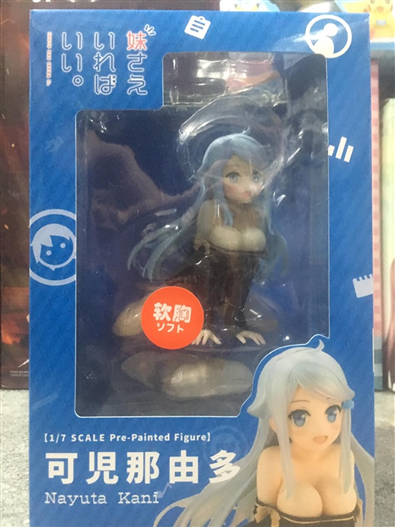 妹さえ
いれば
いい。
软胸
ソフト
【1/7 SCALE Pre-Painted Figure】
可児那由多
Nayuta Kani